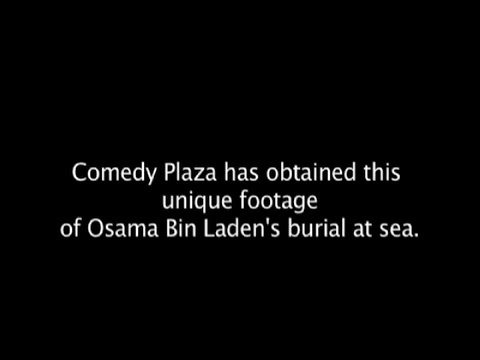 Comedy Plaza has obtained this
unique footage
of Osama Bin Laden's burial at sea.